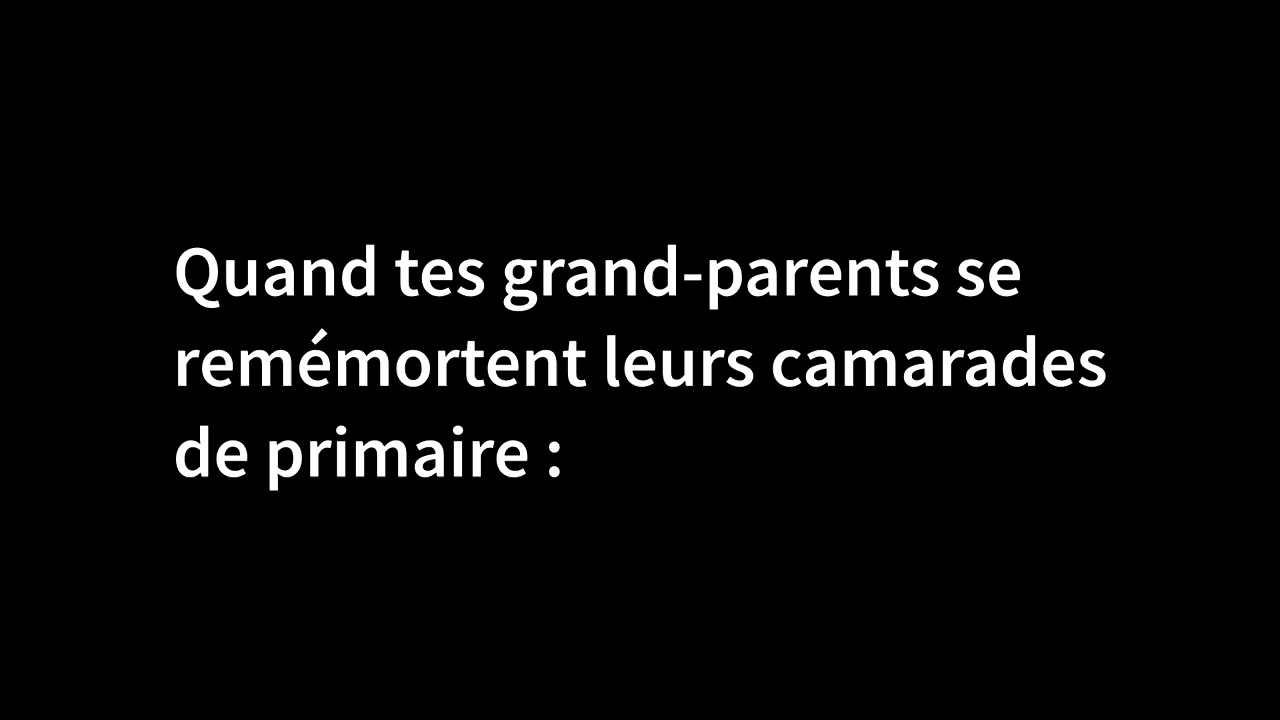 Quand tes grand-parents se
remémortent leurs camarades
de primaire :